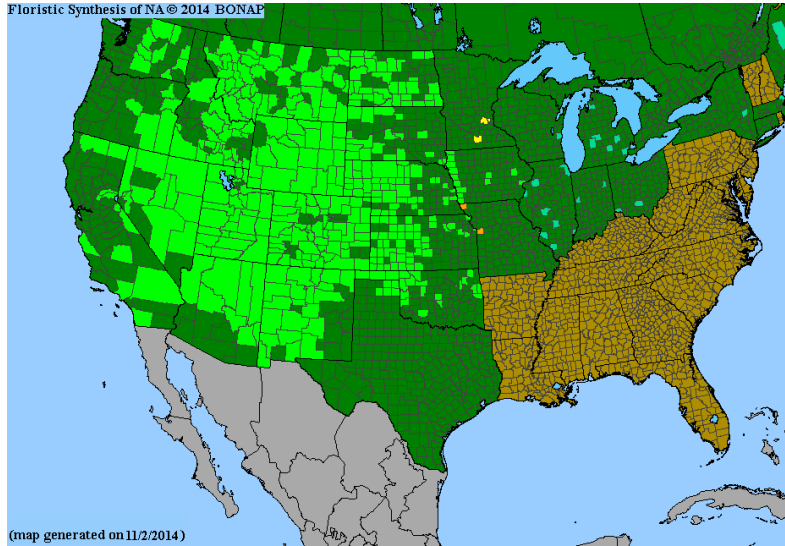 Floristic Synthesis of NA © 2014 BONAP
(map generated on 11/2/2014)